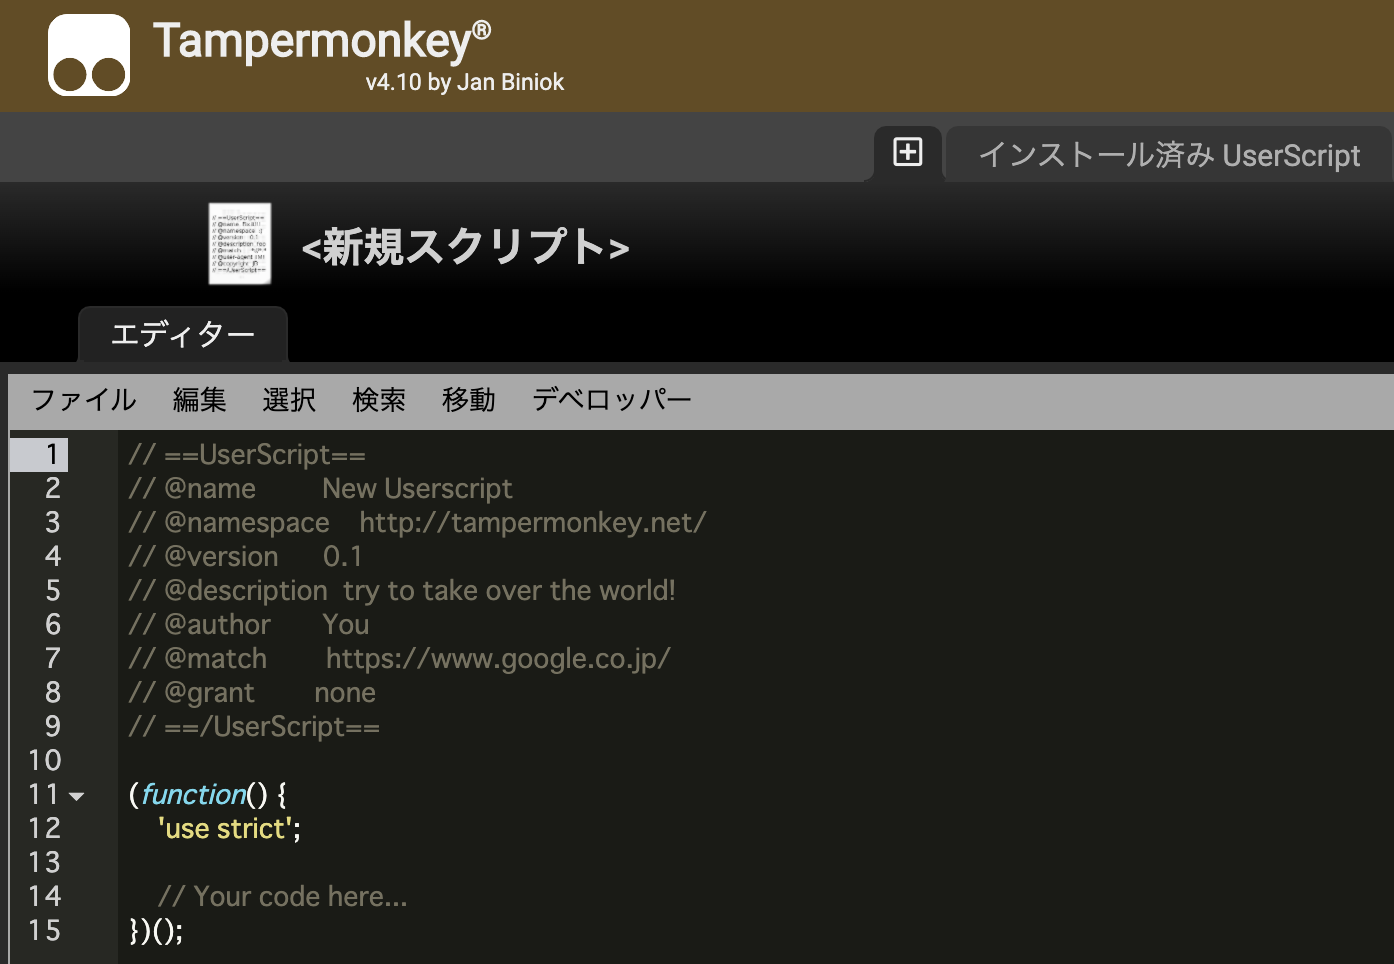 Tampermonkey®
v4.10 by Jan Biniok
インストール済み UserScript
// ==UserScript==
<新規スクリプト>
エディター
ファイル 編集 選択 検索 移動 デベロッパー
1 // ==UserScript==
2 // @name New Userscript
3 // @namespace http://tampermonkey.net/
4 // @version 0.1
5 // @description try to take over the world!
6 // @author You
7 // @match https://www.google.co.jp/
8 // @grant none
9 // ==/UserScript==
10
11 (function() {
12 'use strict';
13
14 // Your code here...
15 })();